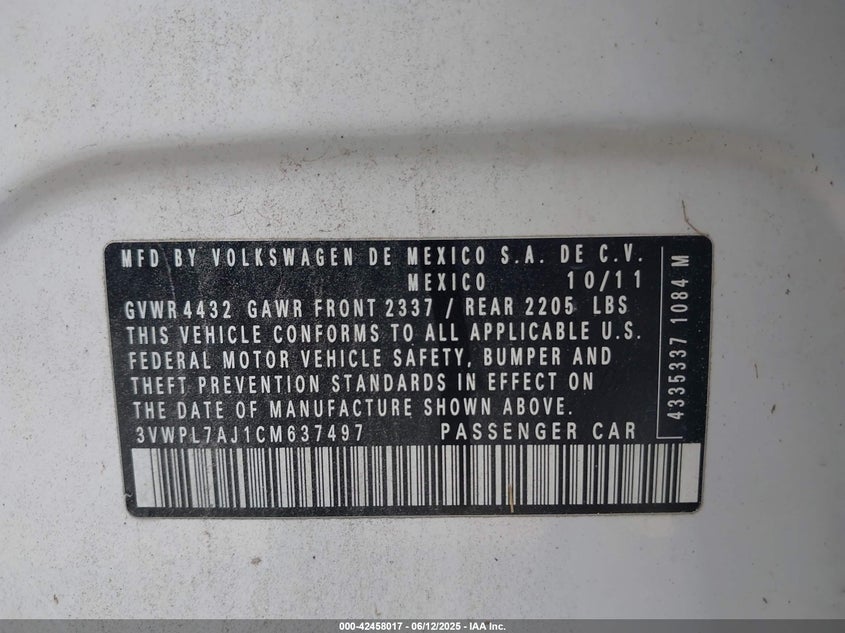 MFD BY VOLKSWAGEN DE MEXICO S.A. DE C.V.
MEXICO 10/11
GVWR 4432 GAWR FRONT 2337 / REAR 2205 LBS
THIS VEHICLE CONFORMS TO ALL APPLICABLE U.S.
FEDERAL MOTOR VEHICLE SAFETY, BUMPER AND
THEFT PREVENTION STANDARDS IN EFFECT ON
THE DATE OF MANUFACTURE SHOWN ABOVE.
3VWPL7AJ1CM637497 PASSENGER CAR
4335337 1084 M
000-42458017 - 06/12/2025 - IAA Inc.